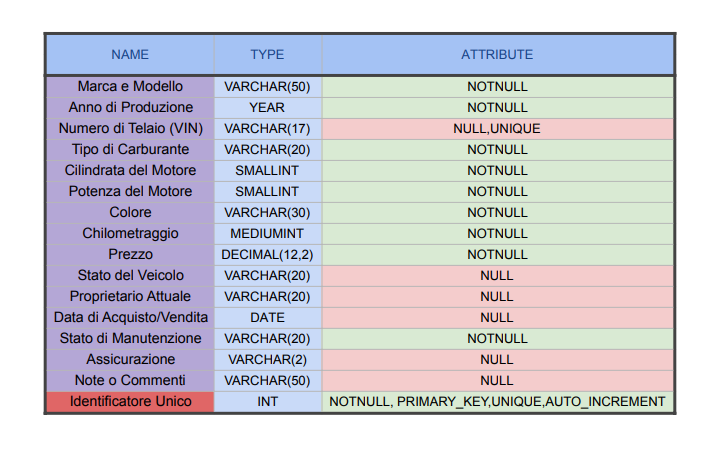 NAME TYPE ATTRIBUTE
Marca e Modello VARCHAR(50) NOTNULL
Anno di Produzione YEAR NOTNULL
Numero di Telaio (VIN) VARCHAR(17) NULL,UNIQUE
Tipo di Carburante VARCHAR(20) NOTNULL
Cilindrata del Motore SMALLINT NOTNULL
Potenza del Motore SMALLINT NOTNULL
Colore VARCHAR(30) NOTNULL
Chilometraggio MEDIUMINT NOTNULL
Prezzo DECIMAL(12,2) NOTNULL
Stato del Veicolo VARCHAR(20) NULL
Proprietario Attuale VARCHAR(20) NULL
Data di Acquisto/Vendita DATE NULL
Stato di Manutenzione VARCHAR(20) NOTNULL
Assicurazione VARCHAR(2) NULL
Note o Commenti VARCHAR(50) NULL
Identificatore Unico INT NOTNULL, PRIMARY_KEY,UNIQUE,AUTO_INCREMENT